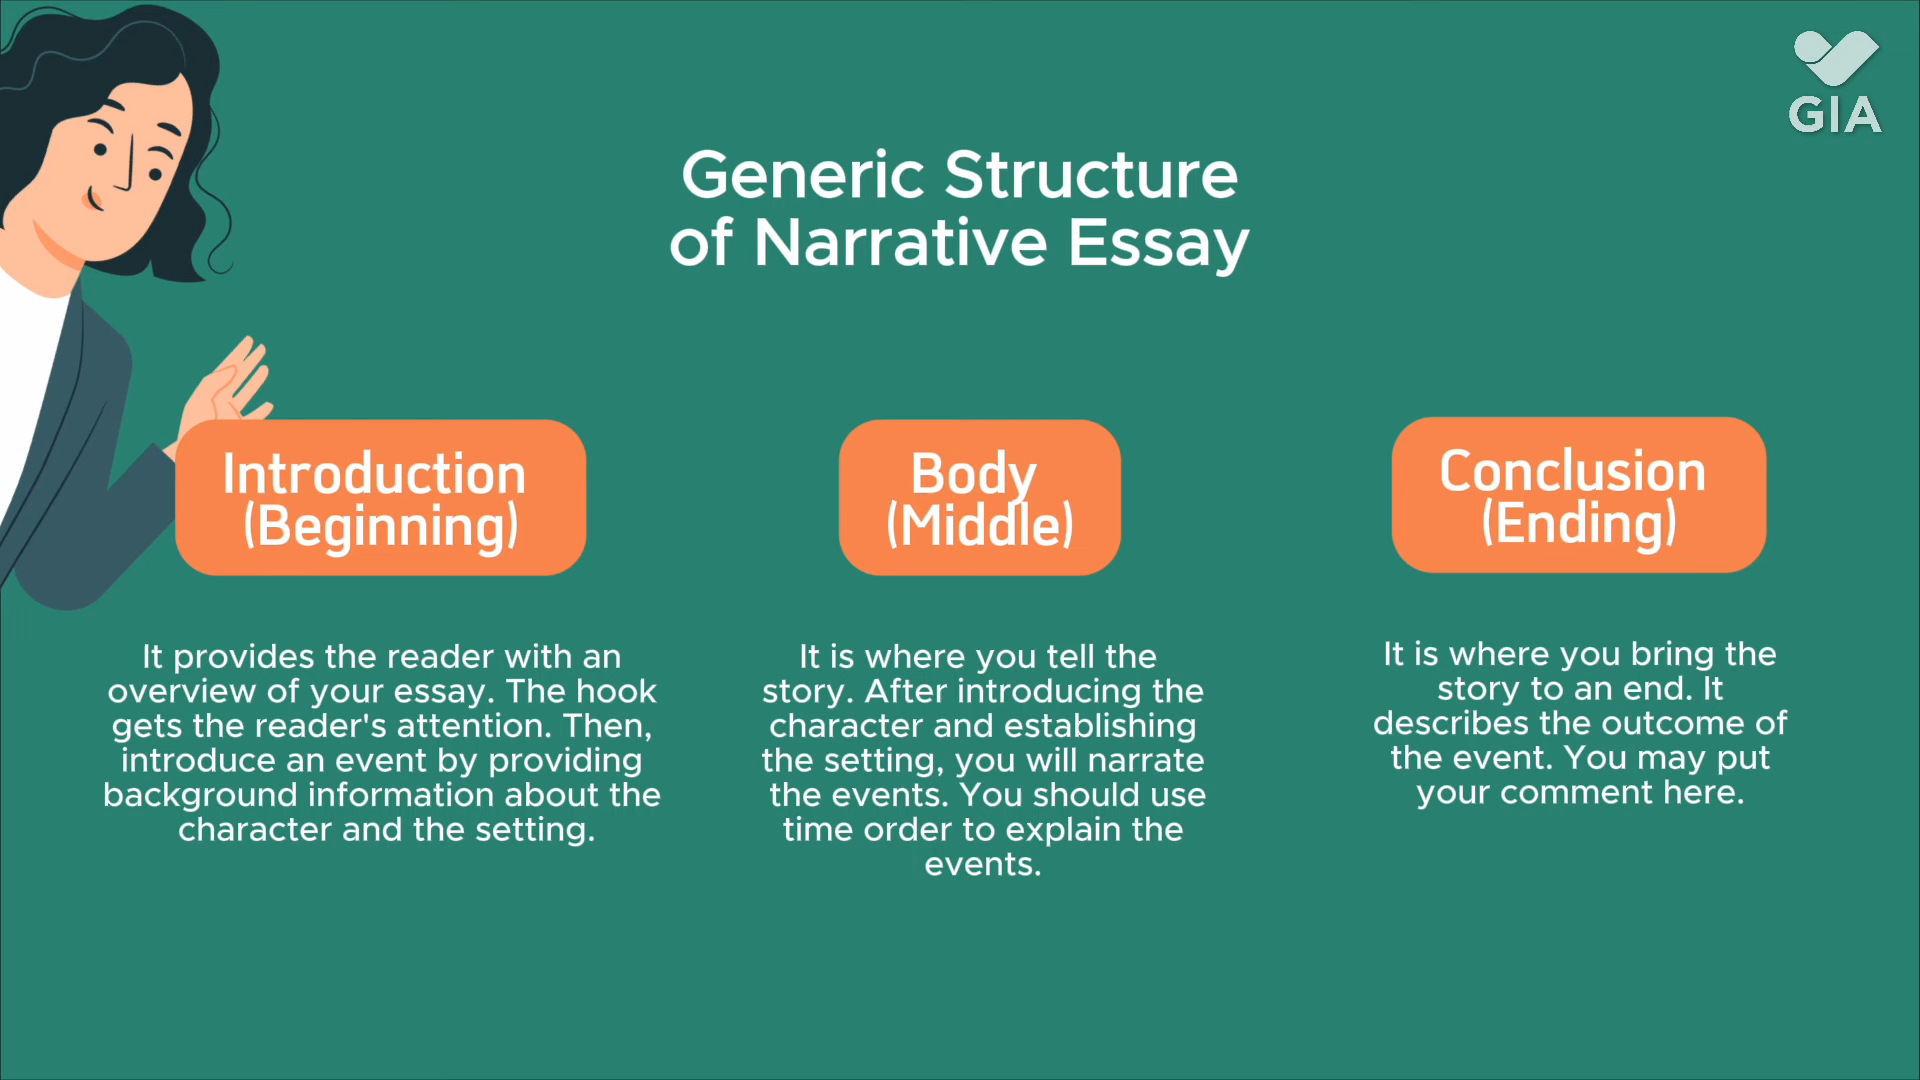 GIA
Generic Structure
of Narrative Essay
Introduction
(Beginning)
It provides the reader with an
overview of your essay. The hook
gets the reader's attention. Then,
introduce an event by providing
background information about the
character and the setting.
Body
(Middle)
It is where you tell the
story. After introducing the
character and establishing
the setting, you will narrate
the events. You should use
time order to explain the
events.
Conclusion
(Ending)
It is where you bring the
story to an end. It
describes the outcome of
the event. You may put
your comment here.